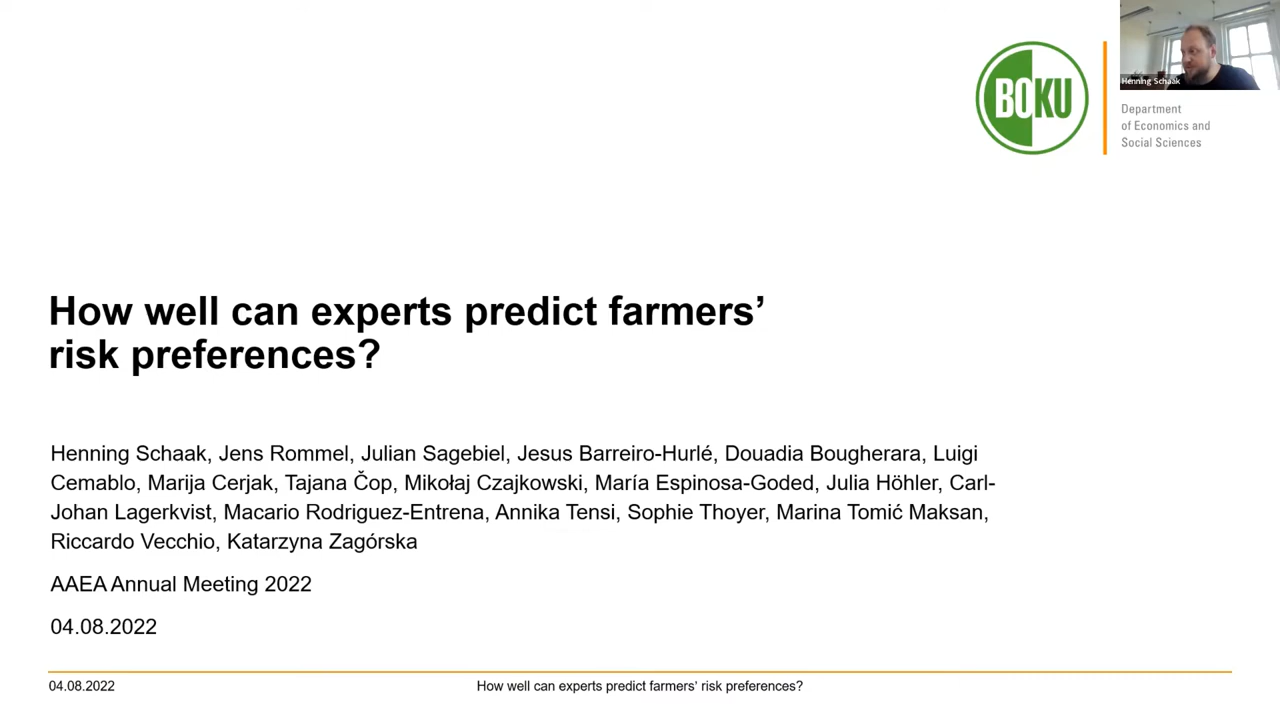 BOKU
Henning Schaak
Department
of Economics and
Social Sciences
How well can experts predict farmers’
risk preferences?
Henning Schaak, Jens Rommel, Julian Sagebiel, Jesus Barreiro-Hurlé, Douadia Bougherara, Luigi
Cemablo, Marija Cerjak, Tajana Čop, Mikołaj Czajkowski, María Espinosa-Goded, Julia Höhler, Carl-
Johan Lagerkvist, Macario Rodriguez-Entrena, Annika Tensi, Sophie Thoyer, Marina Tomić Maksan,
Riccardo Vecchio, Katarzyna Zagórska
AAEA Annual Meeting 2022
04.08.2022
04.08.2022
How well can experts predict farmers’ risk preferences?